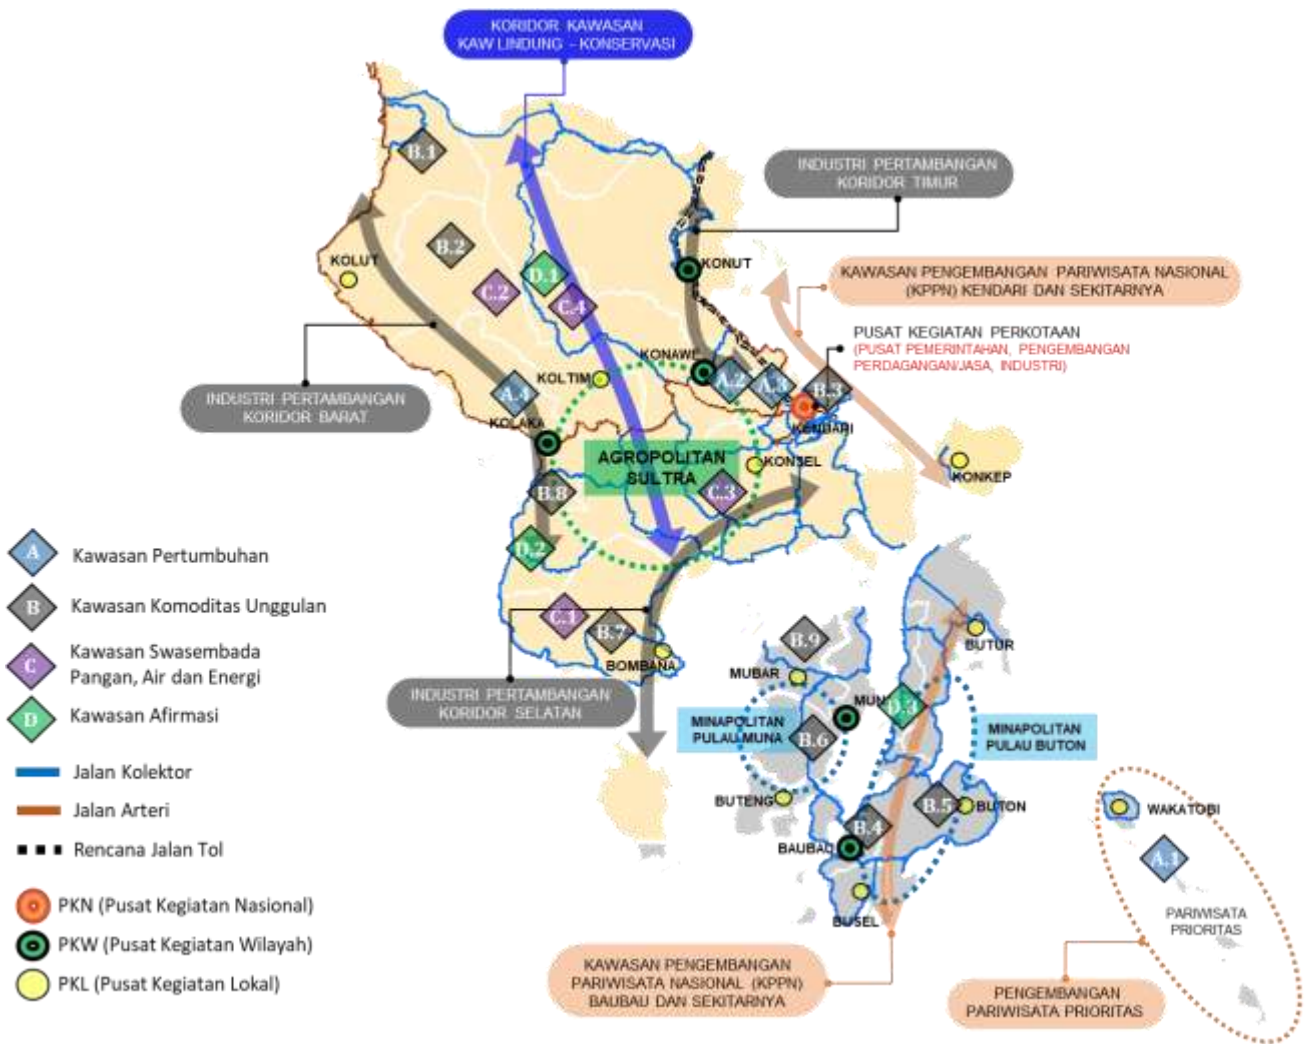 KORIDOR KAWASAN
KAW LINDUNG - KONSERVASI
B.1
INDUSTRI PERTAMBANGAN
KORIDOR TIMUR
B.2
KOLUT
D.1
C.2
C.4
KONUT
KAWASAN PENGEMBANGAN PARIWISATA NASIONAL
(KPPN) KENDARI DAN SEKITARNYA
PUSAT KEGIATAN PERKOTAAN
(PUSAT PEMERINTAHAN, PENGEMBANGAN
PERDAGANGAN/JASA, INDUSTRI)
KONAWE
KOLTIM
A.4
A.2
A.3
B.3
INDUSTRI PERTAMBANGAN
KORIDOR BARAT
KOLAKA
KENDARI
AGROPOLITAN
SULTRA
KONSEL
KONKEP
B.8
C.3
D.2
A Kawasan Pertumbuhan
B Kawasan Komoditas Unggulan
C Kawasan Swasembada
Pangan, Air dan Energi
D Kawasan Afirmasi
Jalan Kolektor
Jalan Arteri
Rencana Jalan Tol
PKN (Pusat Kegiatan Nasional)
PKW (Pusat Kegiatan Wilayah)
PKL (Pusat Kegiatan Lokal)
C.1
B.7
BOMBANA
INDUSTRI PERTAMBANGAN
KORIDOR SELATAN
B.9
BUTUR
MUBAR
MUN
D.3
MINAPOLITAN
PULAU MUNA
B.6
MINAPOLITAN
PULAU BUTON
BUTENG
B.5
BUTON
B.4
BAUBAU
BUSEL
WAKATOBI
A.1
PARIWISATA
PRIORITAS
KAWASAN PENGEMBANGAN
PARIWISATA NASIONAL (KPPN)
BAUBAU DAN SEKITARNYA
PENGEMBANGAN
PARIWISATA PRIORITAS